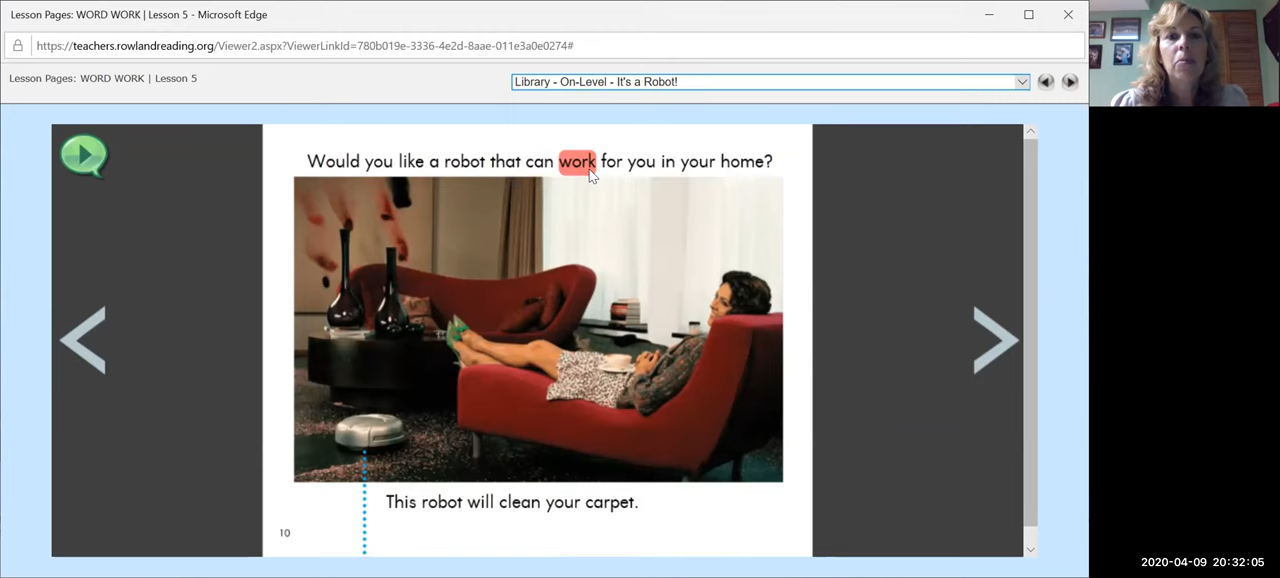 Lesson Pages: WORD WORK | Lesson 5 - Microsoft Edge
https://teachers.rowlandreading.org/Viewer2.aspx?ViewerLinkId=780b019e-3336-4e2d-8aae-011e3a0e0274#
Lesson Pages: WORD WORK | Lesson 5
Library - On-Level - It's a Robot!
Would you like a robot that can work for you in your home?
This robot will clean your carpet.
10
2020-04-09 20:32:05